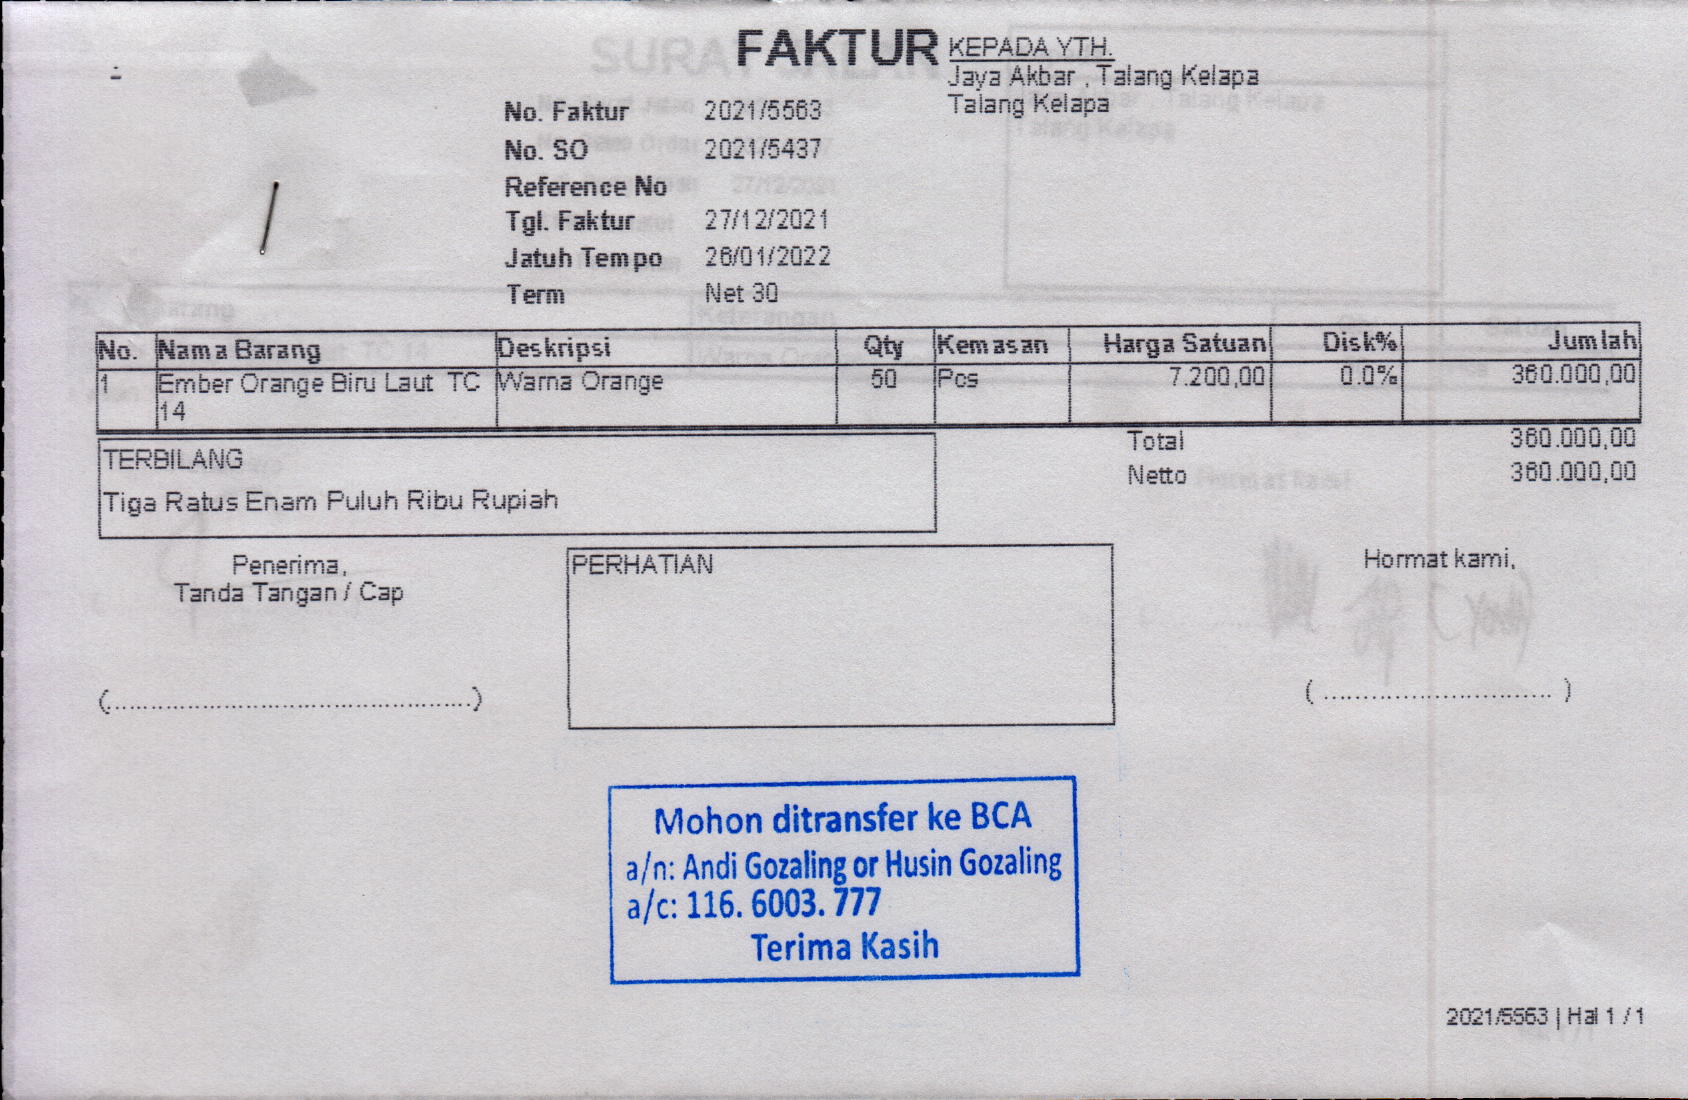 FAKTUR
KEPADA YTH.
Jaya Akbar , Talang Kelapa
Talang Kelapa
No. Faktur 2021/5563
No. SO 2021/5437
Reference No
Tgl. Faktur 27/12/2021
Jatuh Tempo 26/01/2022
Term Net 30
No. Nama Barang Deskripsi Qty Kemasan Harga Satuan Disk% Jumlah
1 Ember Orange Biru Laut TC Warna Orange 50 Pcs 7.200,00 0.0% 360.000,00
14
Total 360.000,00
Netto 360.000,00
TERBILANG
Tiga Ratus Enam Puluh Ribu Rupiah
Penerima,
Tanda Tangan / Cap
(...............................................)
PERHATIAN
Hormat kami,
( ............................. )
Mohon ditransfer ke BCA
a/n: Andi Gozaling or Husin Gozaling
a/c: 116. 6003. 777
Terima Kasih
2021/5563 | Hal 1 / 1